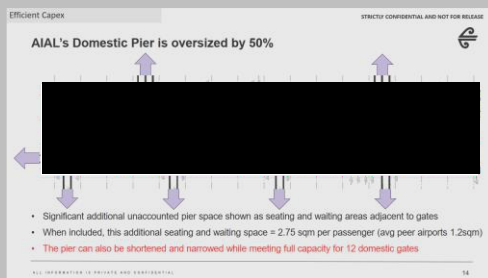 Efficient Capex
STRICTLY CONFIDENTIAL AND NOT FOR RELEASE
AIAL's Domestic Pier is oversized by 50%
• Significant additional unaccounted pier space shown as seating and waiting areas adjacent to gates
• When included, this additional seating and waiting space = 2.75 sqm per passenger (avg peer airports 1.2sqm)
• The pier can also be shortened and narrowed while meeting full capacity for 12 domestic gates
ALL INFORMATION IS PRIVATE AND CONFIDENTIAL
14